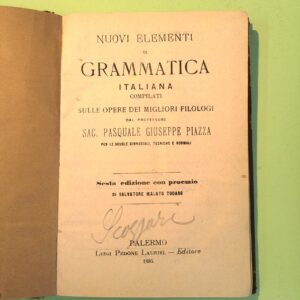 NUOVI ELEMENTI
DI
GRAMMATICA
ITALIANA
COMPILATI
SULLE OPERE DEI MIGLIORI FILOLOGI
DAL PROFESSORE
SAC. PASQUALE GIUSEPPE PIAZZA
PER LE SCUOLE GINNASIALI, TECNICHE E NORMALI
Sesta edizione con proemio
DI SALVATORE MALATO TODARO
PALERMO
LUIGI PEDONE LAURIEL — Editore